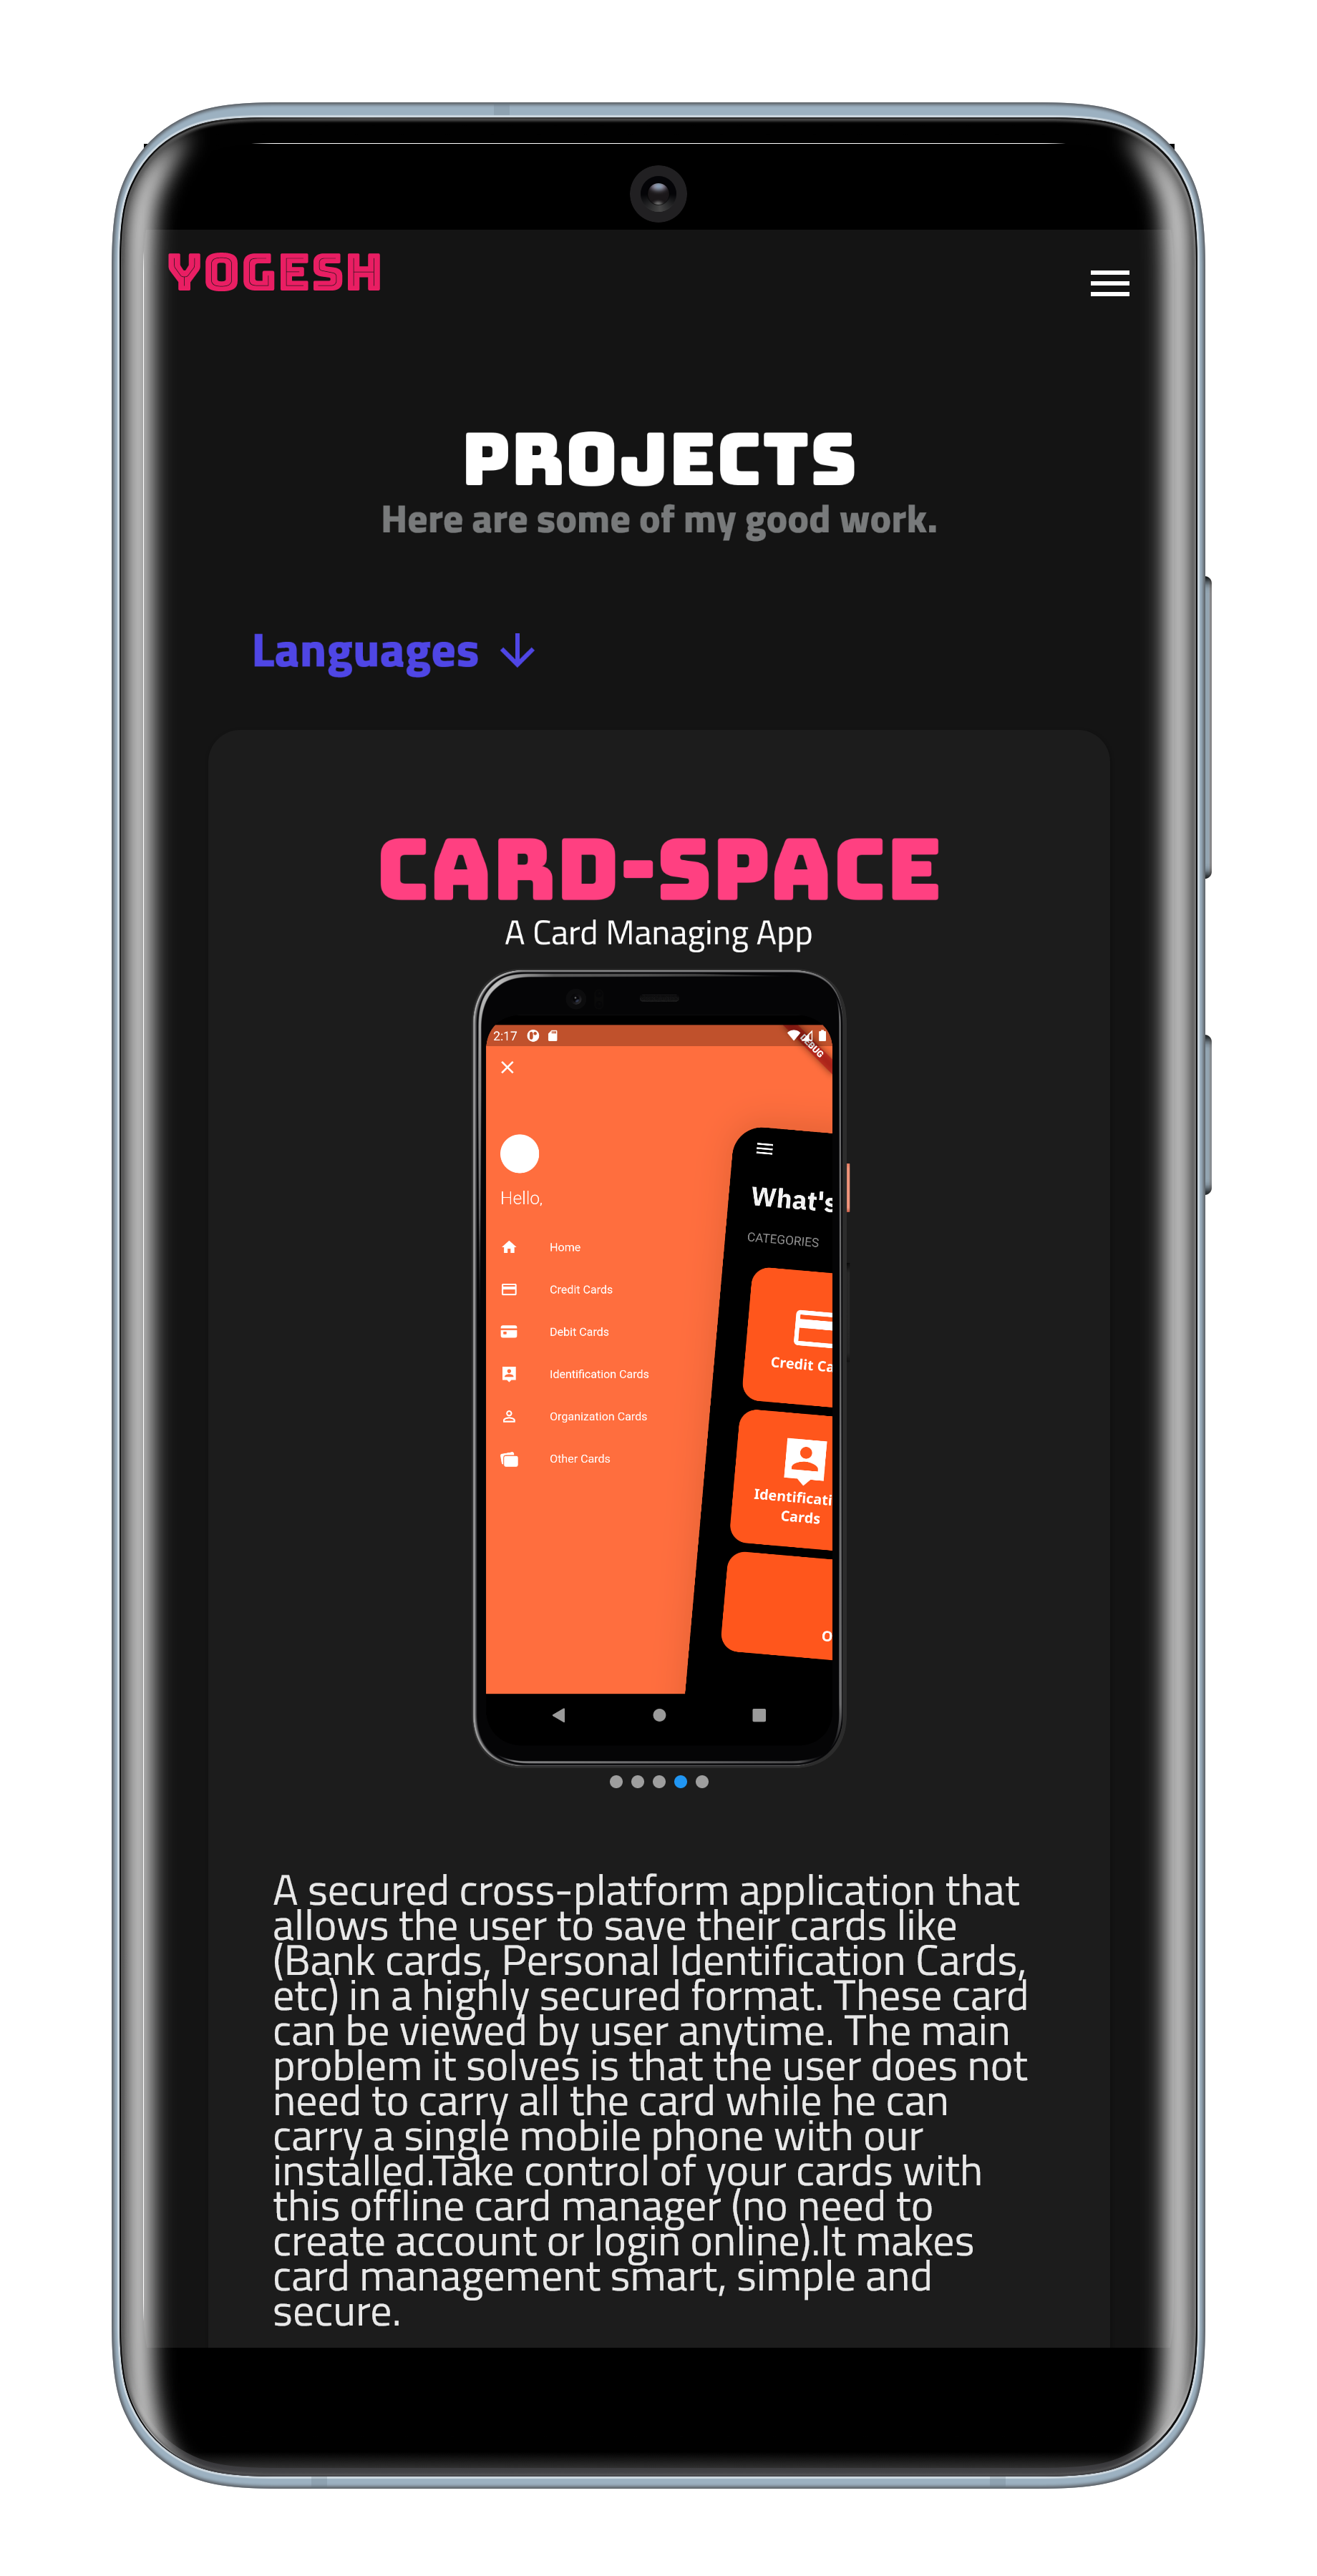 YOGESH
PROJECTS
Here are some of my good work.
Languages
CARD-SPACE
A Card Managing App
2:17
DEBUG
Hello,
Home
Credit Cards
Debit Cards
Identification Cards
Organization Cards
Other Cards
What's
CATEGORIES
Credit Ca
Identificati
Cards
O
A secured cross-platform application that
allows the user to save their cards like
(Bank cards, Personal Identification Cards,
etc) in a highly secured format. These card
can be viewed by user anytime. The main
problem it solves is that the user does not
need to carry all the card while he can
carry a single mobile phone with our
installed.Take control of your cards with
this offline card manager (no need to
create account or login online).It makes
card management smart, simple and
secure.